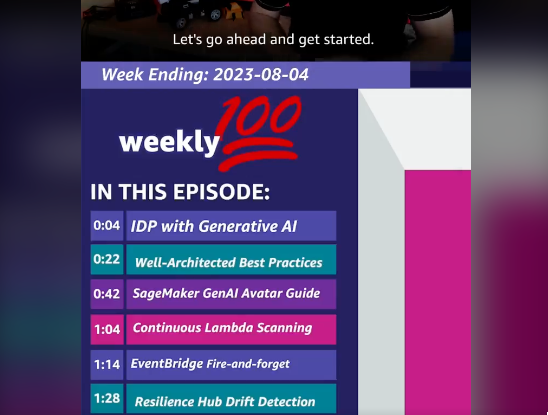 Let's go ahead and get started.
Week Ending: 2023-08-04
weekly 100
IN THIS EPISODE:
0:04 IDP with Generative AI
0:22 Well-Architected Best Practices
0:42 SageMaker GenAI Avatar Guide
1:04 Continuous Lambda Scanning
1:14 EventBridge Fire-and-forget
1:28 Resilience Hub Drift Detection